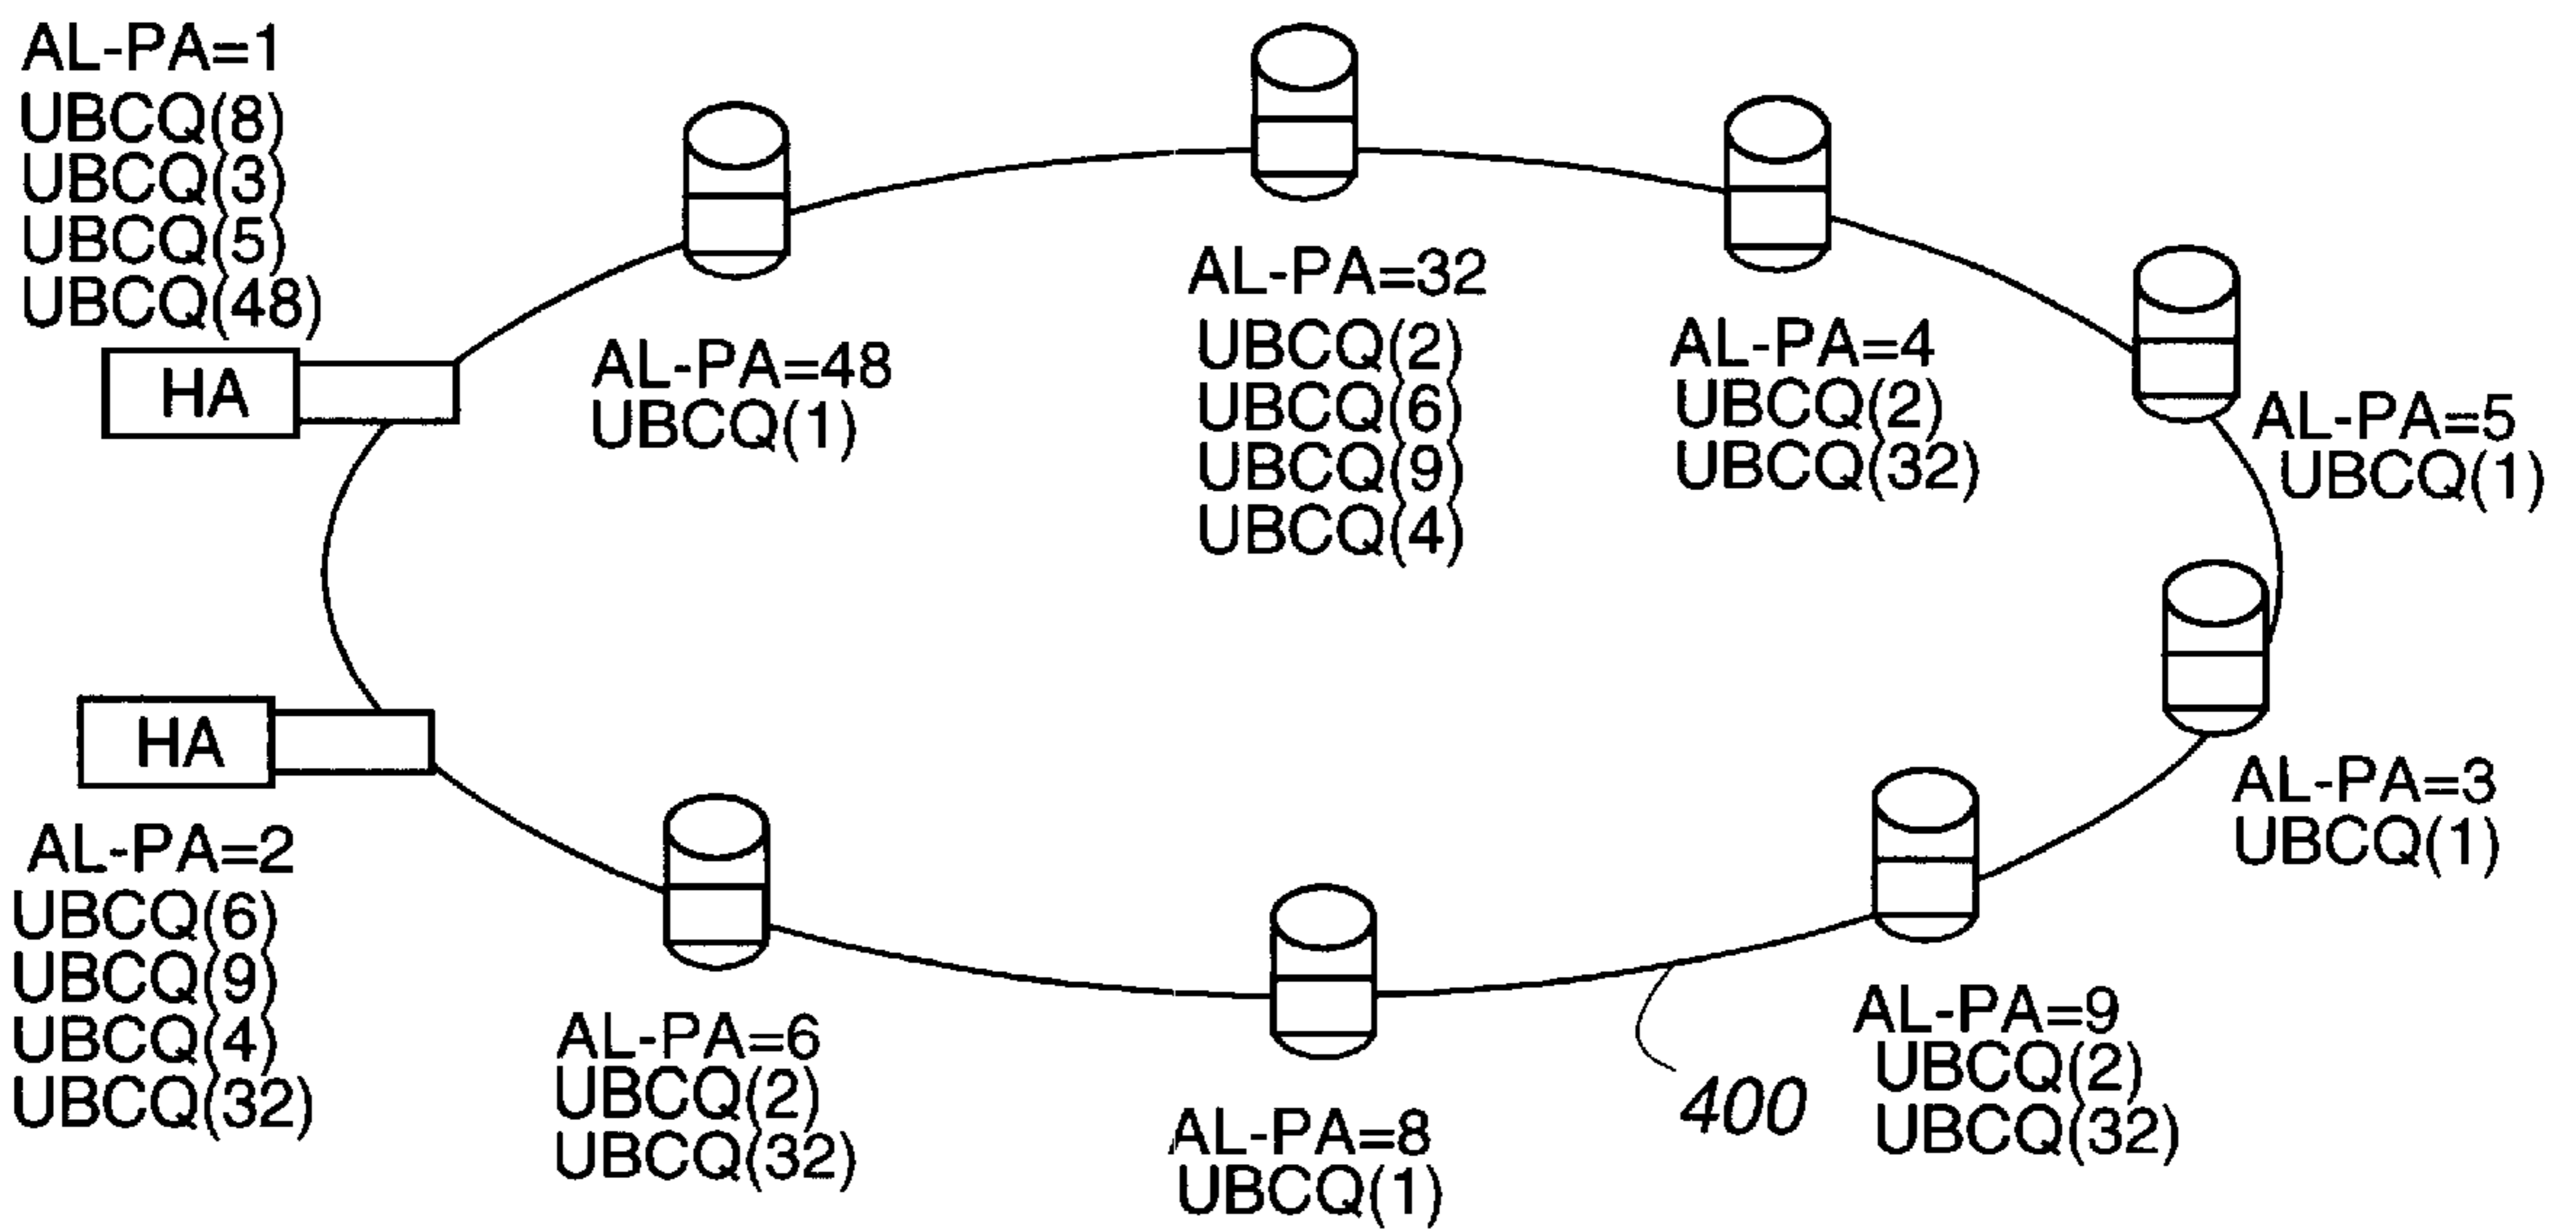 AL-PA=1
UBCQ(8)
UBCQ(3)
UBCQ(5)
UBCQ(48)
HA
AL-PA=48
UBCQ(1)
AL-PA=32
UBCQ(2)
UBCQ(6)
UBCQ(9)
UBCQ(4)
AL-PA=4
UBCQ(2)
UBCQ(32)
AL-PA=5
UBCQ(1)
HA
AL-PA=2
UBCQ(6)
UBCQ(9)
UBCQ(4)
UBCQ(32)
AL-PA=6
UBCQ(2)
UBCQ(32)
AL-PA=8
UBCQ(1)
400
AL-PA=9
UBCQ(2)
UBCQ(32)
AL-PA=3
UBCQ(1)